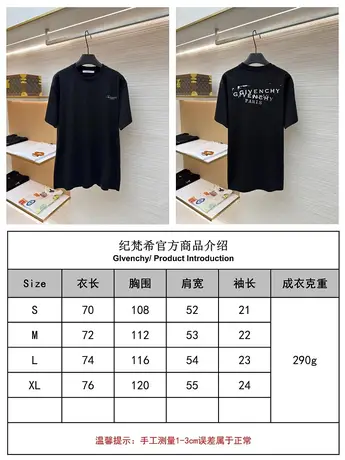 GIVENCHY
GIVENCHY
PARIS
纪梵希官方商品介绍
GIvenchy/ Product Introduction
Size 衣长 胸围 肩宽 袖长 成衣克重
S 70 108 52 21
M 72 112 53 22
L 74 116 54 23
290g
XL 76 120 55 24
温馨提示：手工测量1-3cm误差属于正常